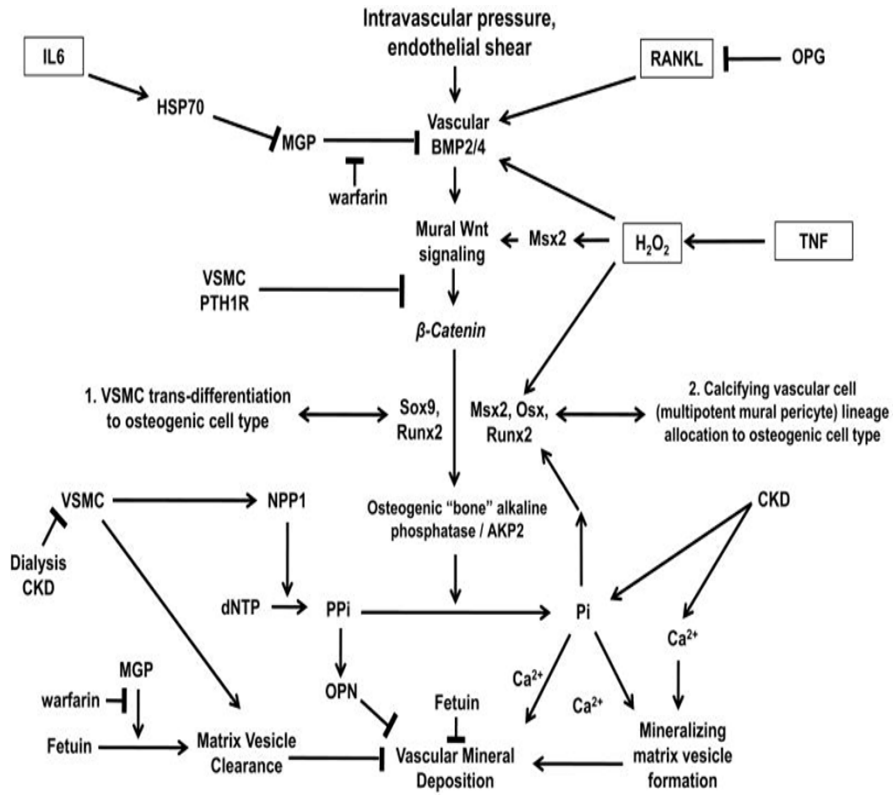 Intravascular pressure,
endothelial shear
IL6
RANKL
OPG
HSP70
MGP
Vascular
BMP2/4
warfarin
Mural Wnt
signaling
Msx2
H₂O₂
TNF
VSMC
PTH1R
β-Catenin
1. VSMC trans-differentiation
to osteogenic cell type
Sox9,
Runx2
Msx2, Osx,
Runx2
2. Calcifying vascular cell
(multipotent mural pericyte) lineage
allocation to osteogenic cell type
VSMC
NPP1
Osteogenic “bone” alkaline
phosphatase / AKP2
CKD
Dialysis
CKD
dNTP
PPi
Pi
Ca²⁺
MGP
warfarin
OPN
Fetuin
Ca²⁺
Ca²⁺
Fetuin
Matrix Vesicle
Clearance
Vascular Mineral
Deposition
Mineralizing
matrix vesicle
formation